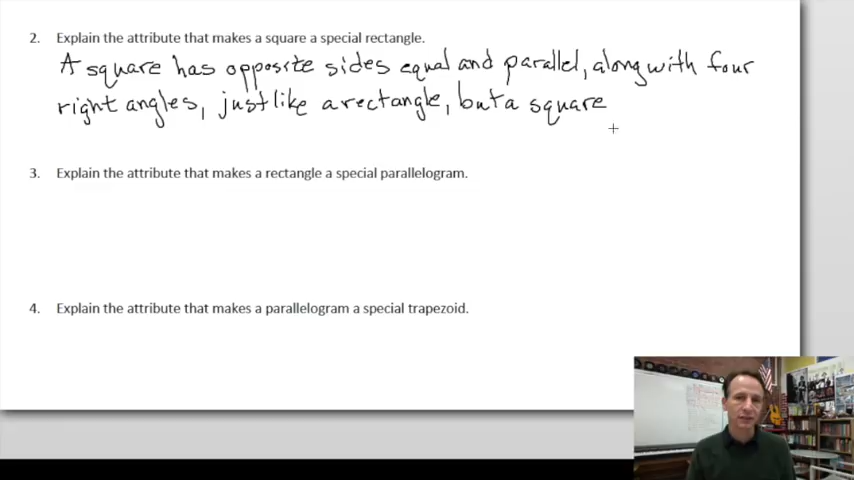 2. Explain the attribute that makes a square a special rectangle.
A square has opposite sides equal and parallel, along with four
right angles, just like a rectangle, but a square
3. Explain the attribute that makes a rectangle a special parallelogram.
4. Explain the attribute that makes a parallelogram a special trapezoid.